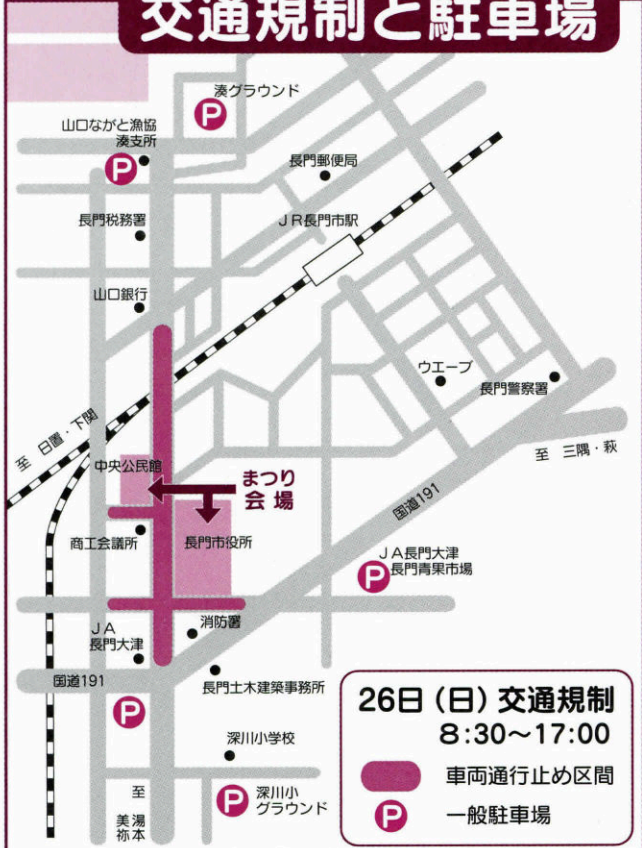 交通規制と駐車場
湊グラウンド
P
山口ながと漁協
湊支所
P
長門郵便局
長門税務署
JR長門市駅
山口銀行
ウエーブ
長門警察署
至 日置・下関
至 三隅・萩
中央公民館
まつり
会場
国道191
商工会議所
長門市役所
JA長門大津
長門青果市場
P
消防署
JA
長門大津
国道191
長門土木建築事務所
P
深川小学校
P
深川小
グラウンド
至
湯本
美祢
26日(日)交通規制
8:30〜17:00
車両通行止め区間
P
一般駐車場